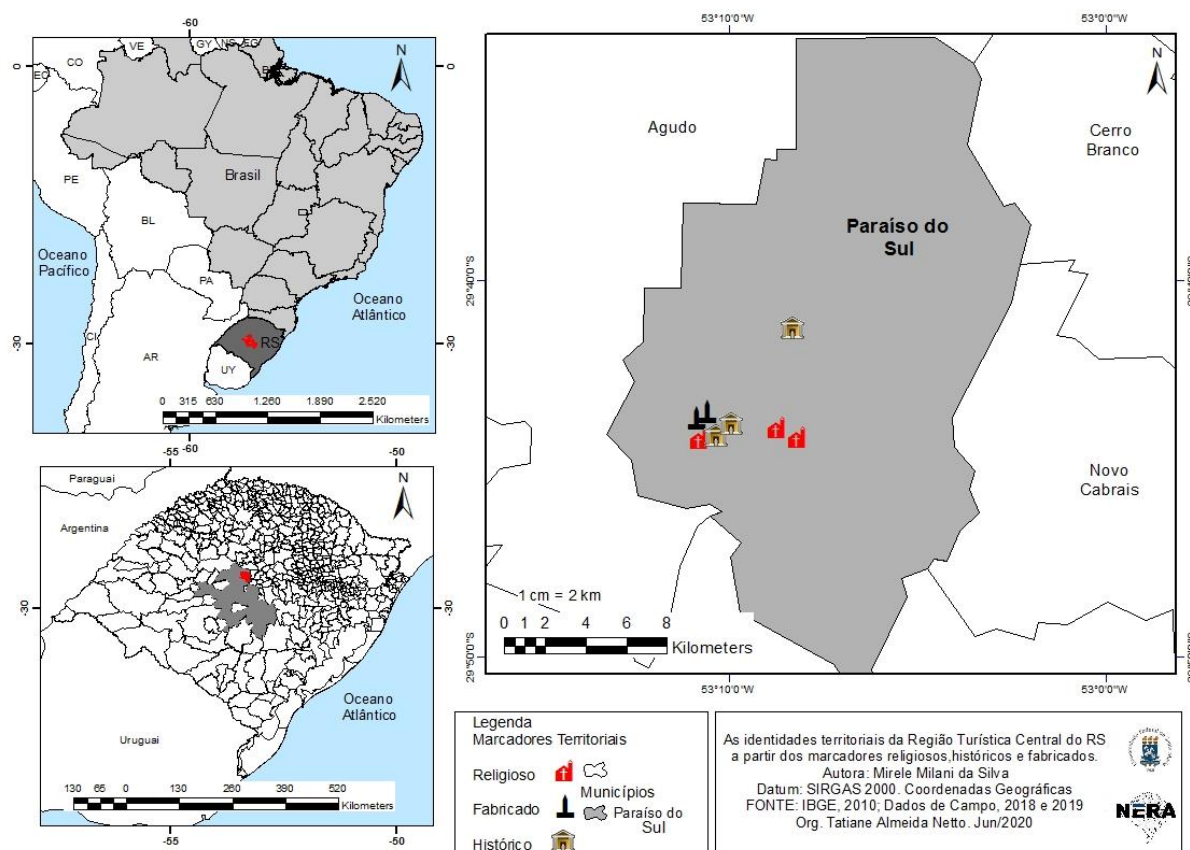 -60
N
VE
GY
NS
FG
CO
EC
0
0
Brasil
PE
BL
Oceano
Pacífico
PA
Oceano
Atlântico
-30
CL
AR
RS
UY
-30
0 315 630 1.260 1.890 2.520
Kilometers
-60
-55
-50
Paraguai
N
Argentina
-30
-30
Oceano
Atlântico
Uruguai
130 65 0 130 260 390 520
Kilometers
-55
-50
53°10'0"W
53°0'0"W
N
Agudo
Cerro
Branco
Paraíso do
Sul
29°40'0"S
Novo
Cabrais
1 cm = 2 km
0 1 2 4 6 8
Kilometers
53°10'0"W
53°0'0"W
Legenda
Marcadores Territoriais
Religioso
Municípios
Fabricado
Paraíso do
Sul
Histórico
As identidades territoriais da Região Turística Central do RS
a partir dos marcadores religiosos,históricos e fabricados.
Autora: Mirele Milani da Silva
Datum: SIRGAS 2000. Coordenadas Geográficas
FONTE: IBGE, 2010; Dados de Campo, 2018 e 2019
Org. Tatiane Almeida Netto. Jun/2020
NERA